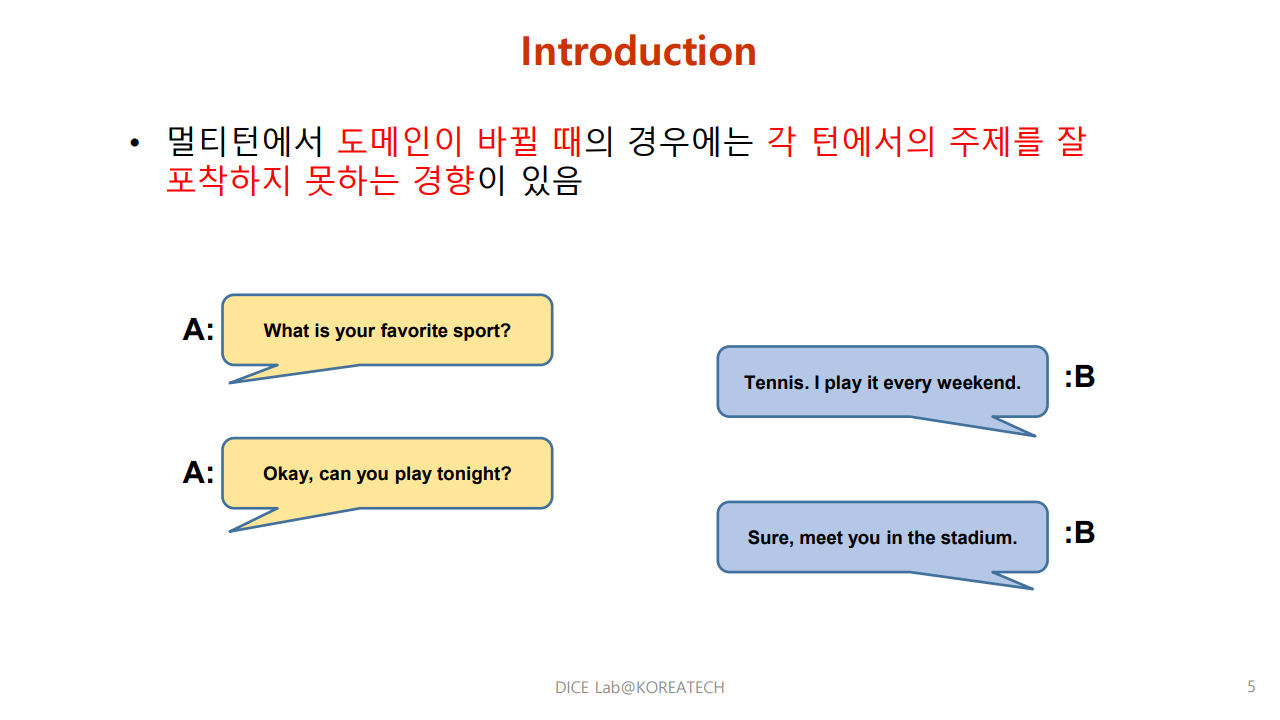 Introduction
• 멀티턴에서 도메인이 바뀔 때의 경우에는 각 턴에서의 주제를 잘
포착하지 못하는 경향이 있음
A: What is your favorite sport?
Tennis. I play it every weekend. :B
A: Okay, can you play tonight?
Sure, meet you in the stadium. :B
DICE Lab@KOREATECH
5